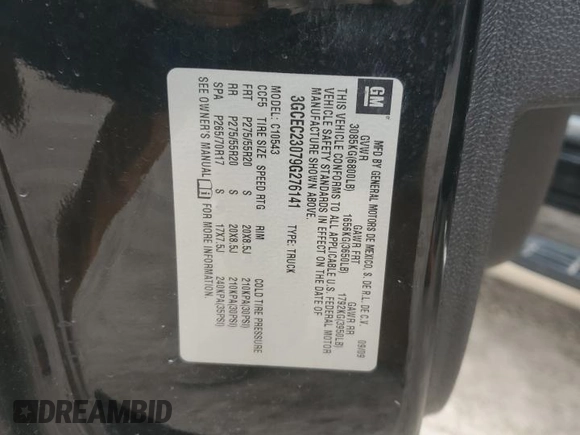 GM
MFD BY GENERAL MOTORS DE MEXICO, S. DE R.L. DE C.V.
09/09
GVWR GAWR FRT GAWR RR
3085KG(6800LB) 1656KG(3650LB) 1792KG(3950LB)
THIS VEHICLE CONFORMS TO ALL APPLICABLE U.S. FEDERAL MOTOR
VEHICLE SAFETY STANDARDS IN EFFECT ON THE DATE OF
MANUFACTURE SHOWN ABOVE.
3GCEC23079G276141 TYPE: TRUCK
MODEL: C10543
CCF5 TIRE SIZE SPEED RTG RIM COLD TIRE PRESSURE
FRT P275/55R20 S 20X8.5J 210KPA(30PSI)
RR P275/55R20 S 20X8.5J 210KPA(30PSI)
SPA P265/70R17 S 17X7.5J 240KPA(35PSI)
SEE OWNER'S MANUAL FOR MORE INFORMATION.
DREAMBID